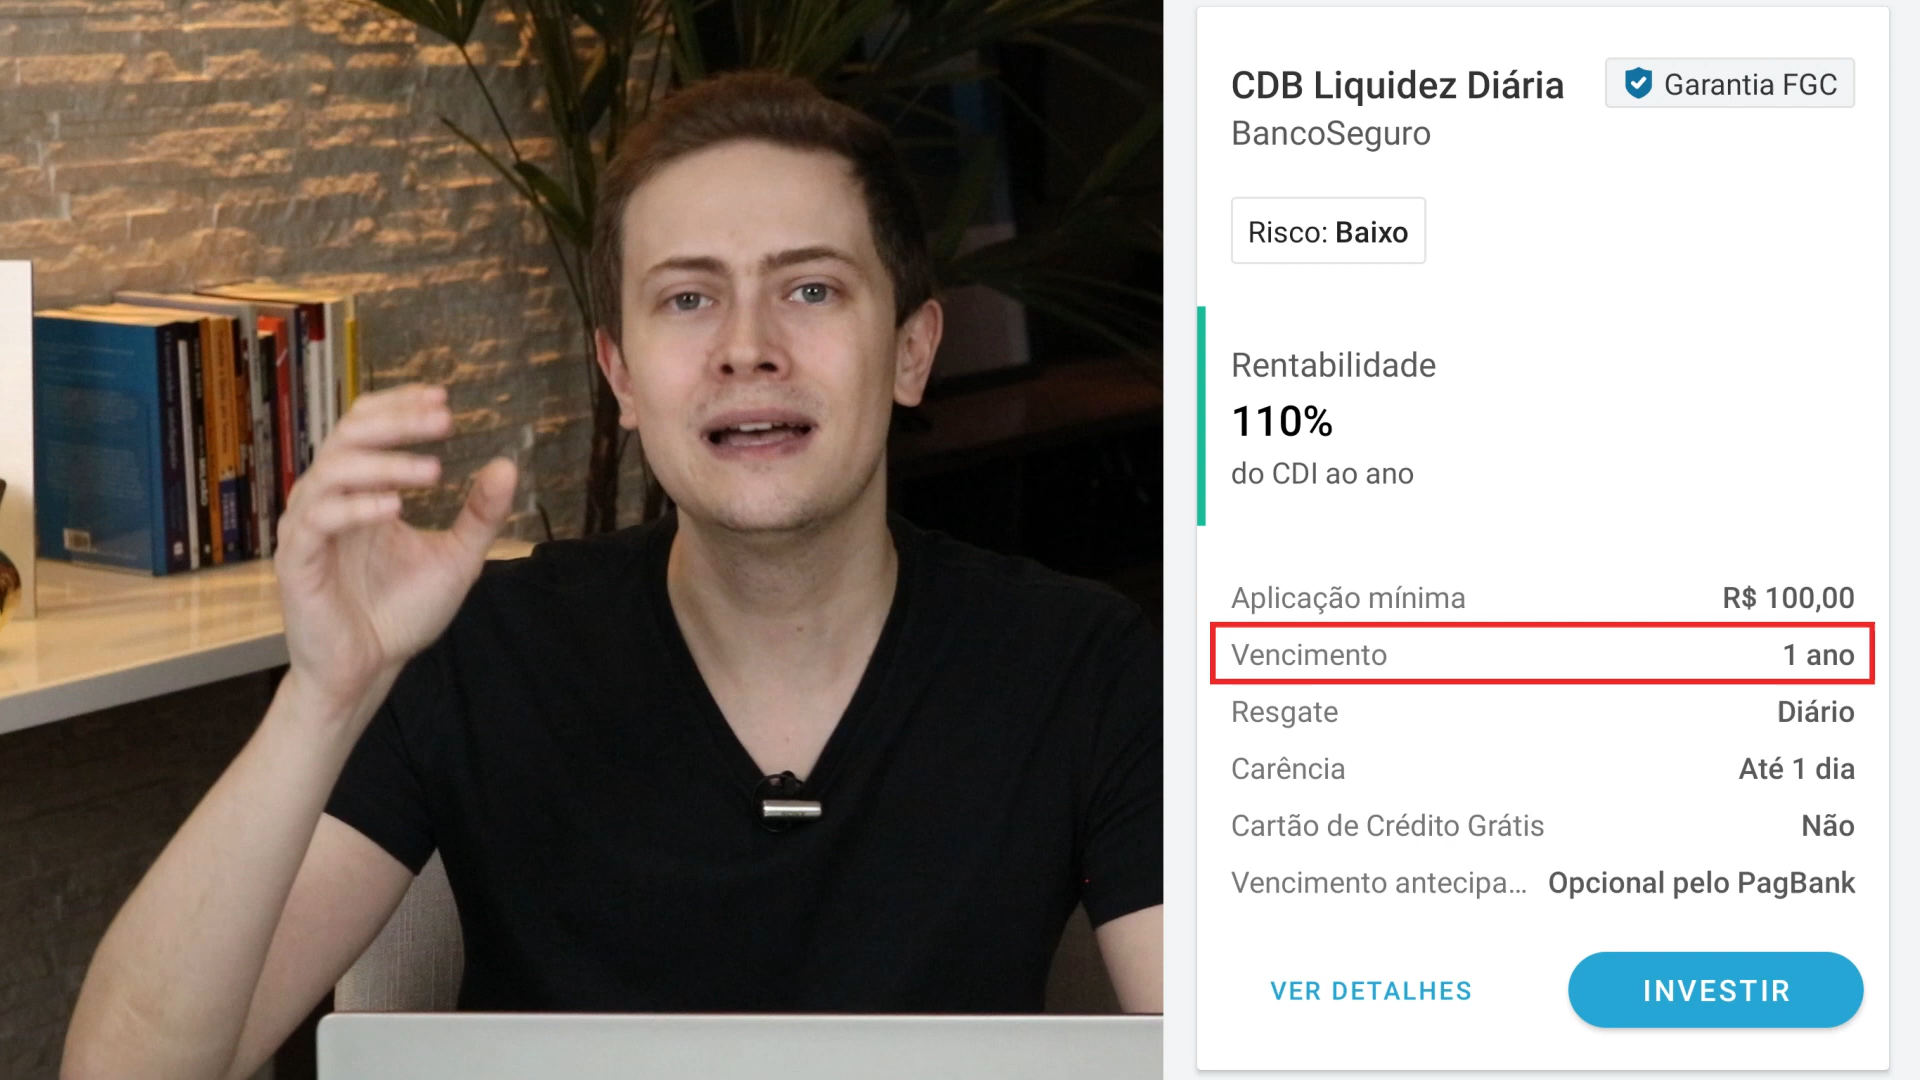 CDB Liquidez Diária
Garantia FGC
BancoSeguro
Risco: Baixo
Rentabilidade
110%
do CDI ao ano
Aplicação mínima R$ 100,00
Vencimento 1 ano
Resgate Diário
Carência Até 1 dia
Cartão de Crédito Grátis Não
Vencimento antecipa... Opcional pelo PagBank
VER DETALHES
INVESTIR